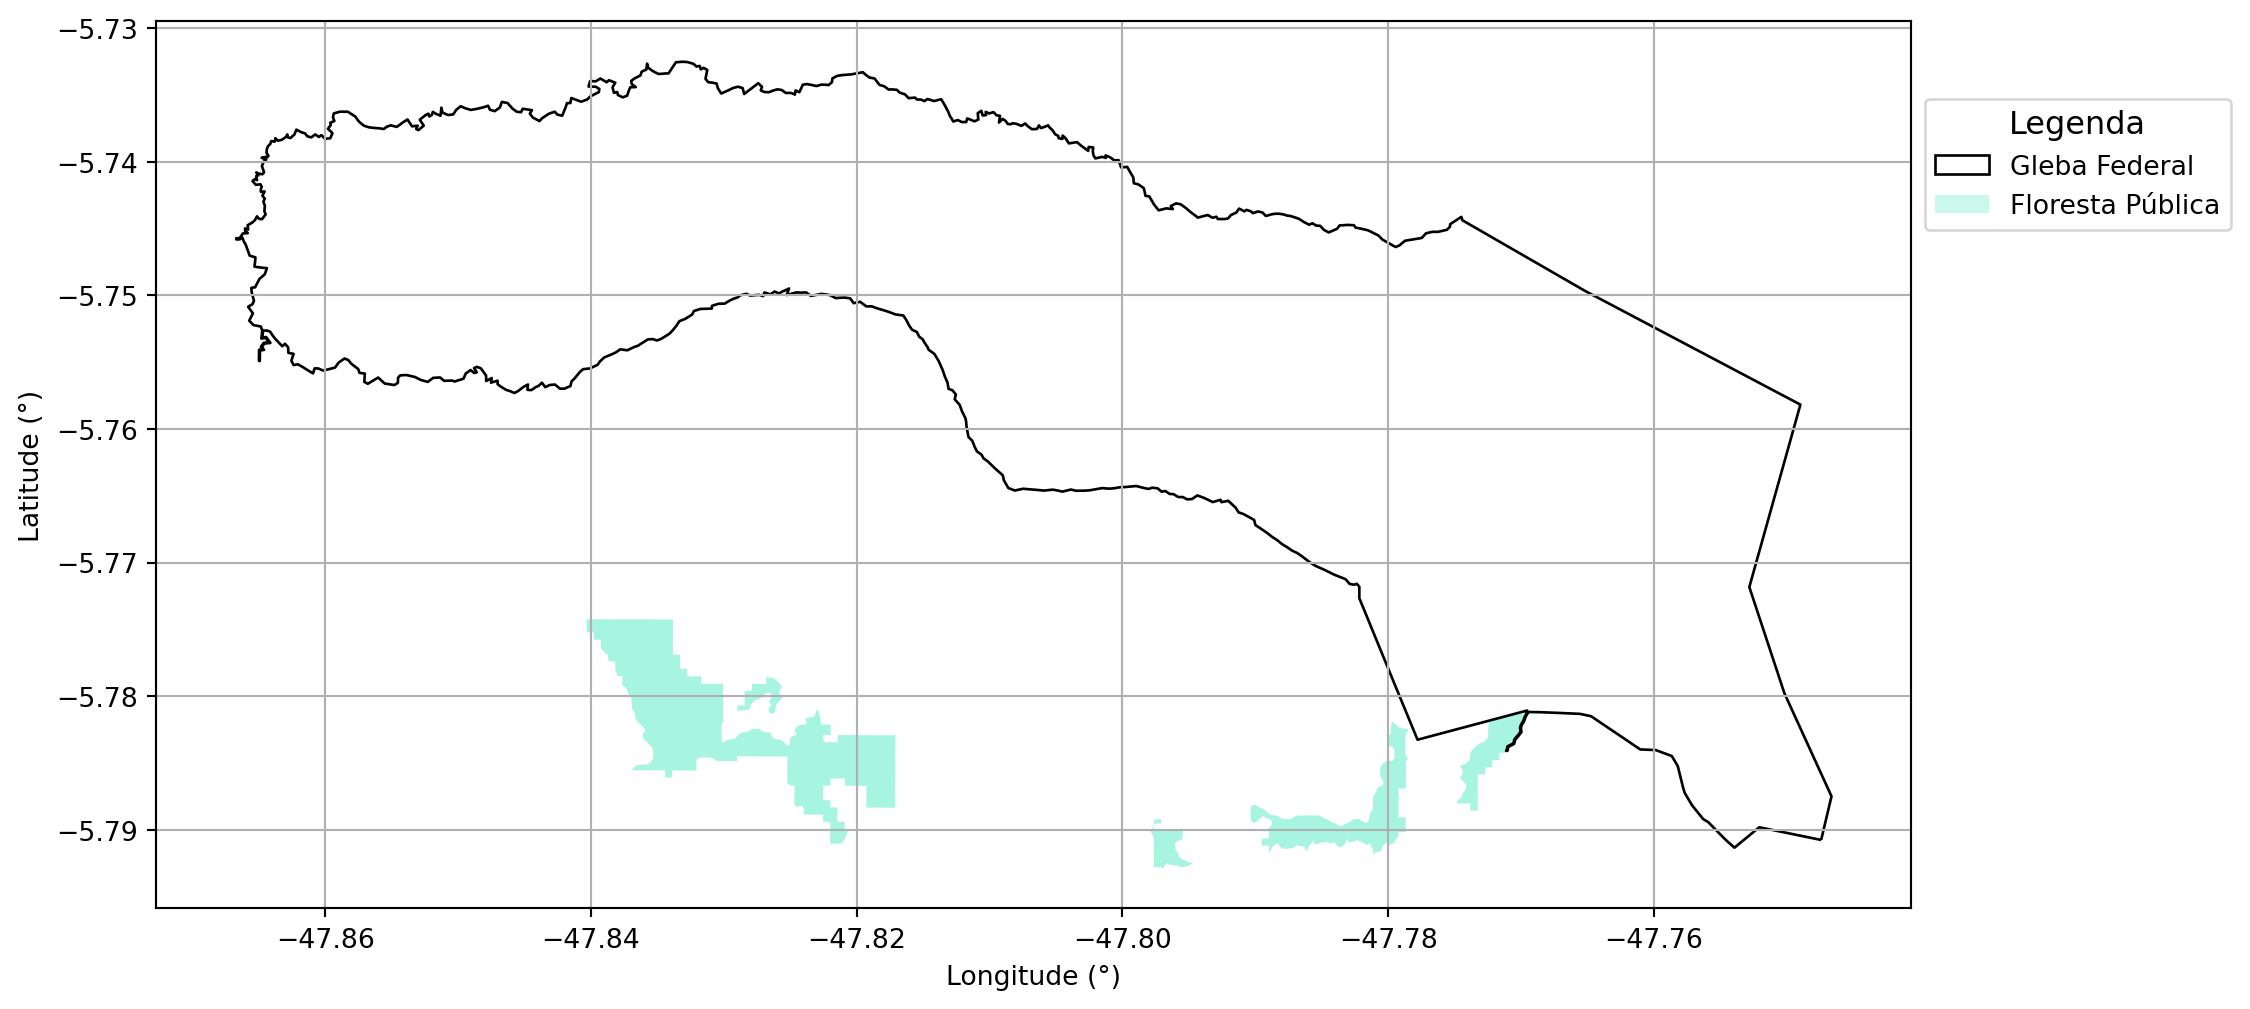 −5.73
−5.74
−5.75
−5.76
−5.77
−5.78
−5.79
Latitude (°)
−47.86
−47.84
−47.82
−47.80
−47.78
−47.76
Longitude (°)
Legenda
Gleba Federal
Floresta Pública